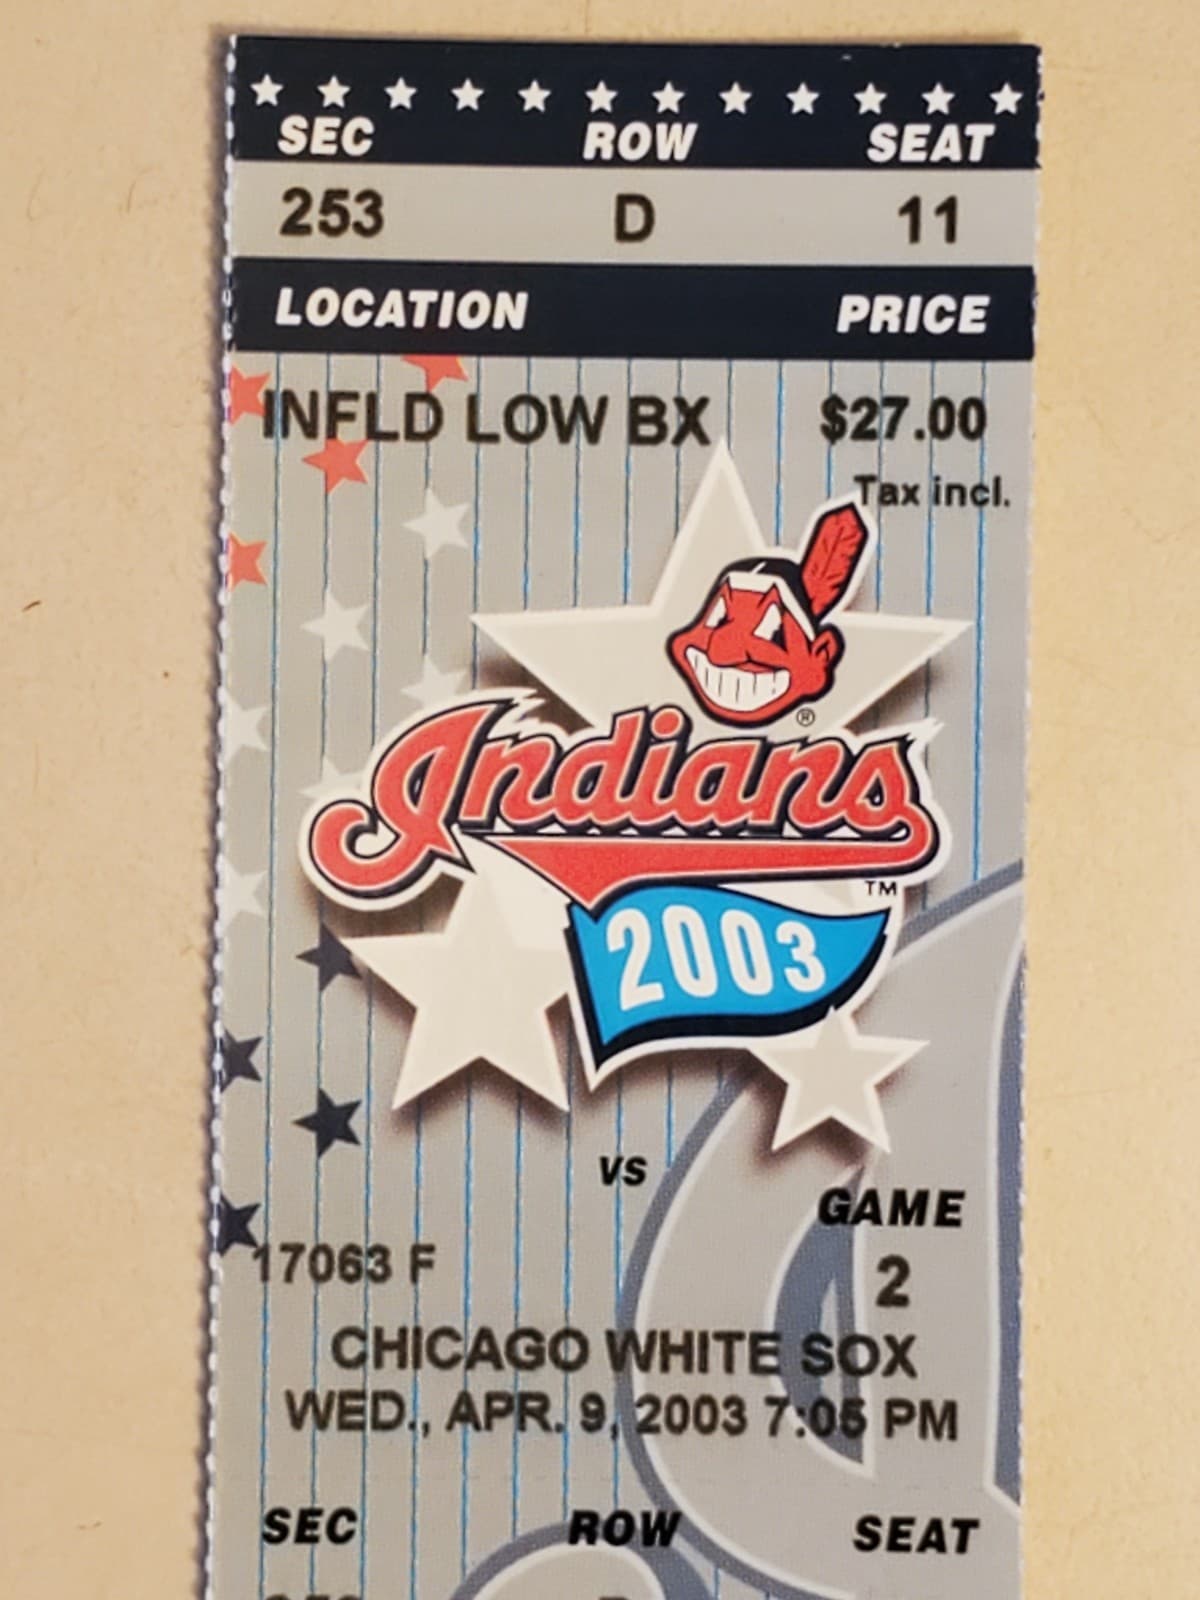 SEC ROW SEAT
253 D 11
LOCATION PRICE
INFLD LOW BX $27.00
Tax incl.
®
Indians
TM
2003
VS
GAME
17063 F
2
CHICAGO WHITE SOX
WED., APR. 9, 2003 7:05 PM
SEC ROW SEAT